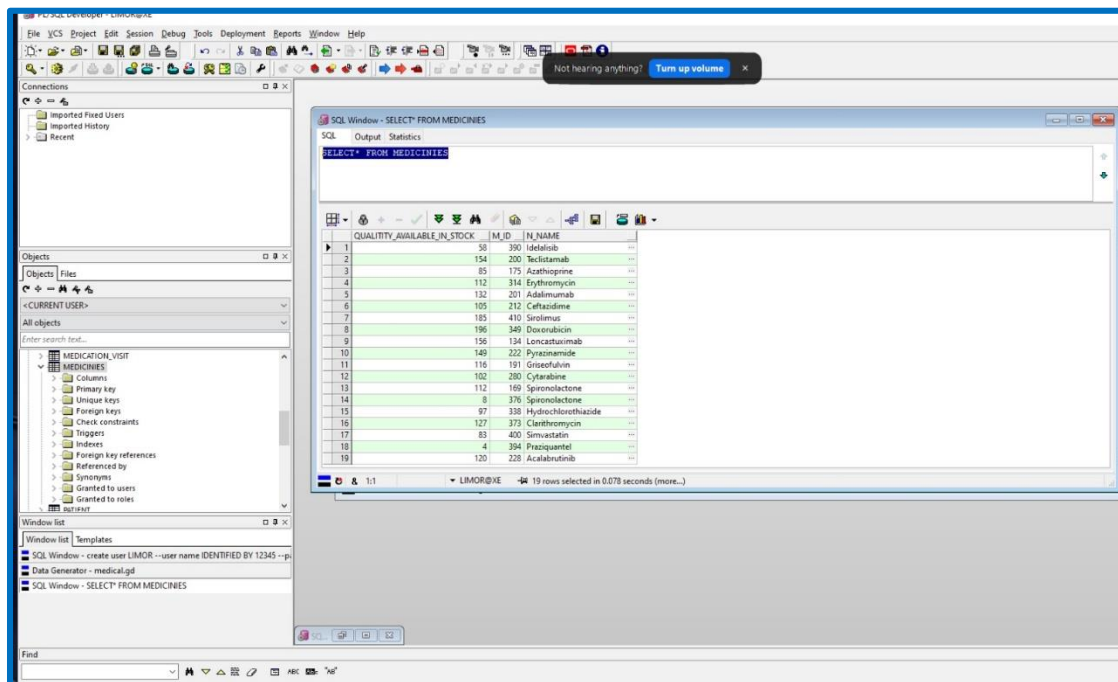 PL/SQL Developer - LIMOR@XE
File VCS Project Edit Session Debug Tools Deployment Reports Window Help
Not hearing anything? Turn up volume ×
Connections
Imported Fixed Users
Imported History
Recent
SQL Window - SELECT* FROM MEDICINIES
SQL Output Statistics
SELECT* FROM MEDICINIES
QUALITITY_AVAILABLE_IN_STOCK M_ID N_NAME
1 58 390 Idelalisib
2 154 200 Teclistamab
3 85 175 Azathioprine
4 112 314 Erythromycin
5 132 201 Adalimumab
6 105 212 Ceftazidime
7 185 410 Sirolimus
8 196 349 Doxorubicin
9 156 134 Loncastuximab
10 149 222 Pyrazinamide
11 116 191 Griseofulvin
12 102 280 Cytarabine
13 112 169 Spironolactone
14 8 376 Spironolactone
15 97 338 Hydrochlorothiazide
16 127 373 Clarithromycin
17 83 400 Simvastatin
18 4 394 Praziquantel
19 120 228 Acalabrutinib
& 1:1 LIMOR@XE 19 rows selected in 0.078 seconds (more...)
Objects
Objects Files
<CURRENT USER>
All objects
Enter search text...
MEDICATION_VISIT
MEDICINIES
Columns
Primary key
Unique keys
Foreign keys
Check constraints
Triggers
Indexes
Foreign key references
Referenced by
Synonyms
Granted to users
Granted to roles
PATIENT
Window list
Window list Templates
SQL Window - create user LIMOR --user name IDENTIFIED BY 12345 --pa
Data Generator - medical.gd
SQL Window - SELECT* FROM MEDICINIES
SQ...
Find
ABC "AB"